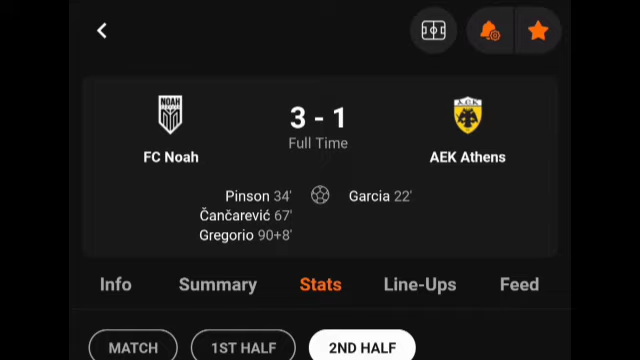 NOAH
3 - 1
Full Time
FC Noah
AEK Athens
Pinson 34'
Garcia 22'
Čančarević 67'
Gregorio 90+8'
Info Summary Stats Line-Ups Feed
MATCH 1ST HALF 2ND HALF